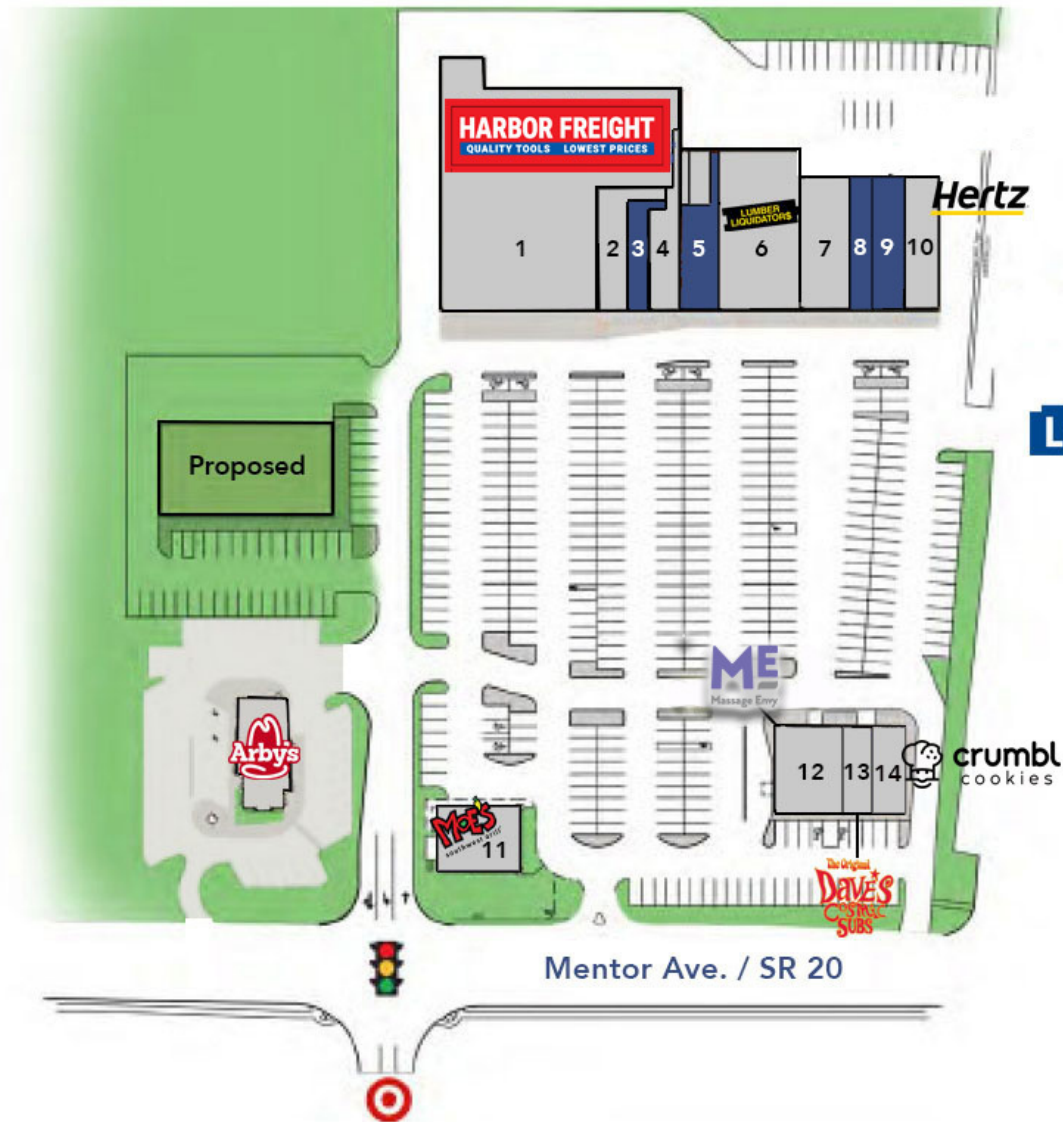 HARBOR FREIGHT
QUALITY TOOLS LOWEST PRICES
Hertz
LUMBER
LIQUIDATORS
1 2 3 4 5 6 7 8 9 10
L
Proposed
ME
Massage Envy
Arby's
12 13 14
crumbl
cookies
MOE'S
southwest grill
11
The Original
DAVE'S
COSMIC
SUBS
Mentor Ave. / SR 20